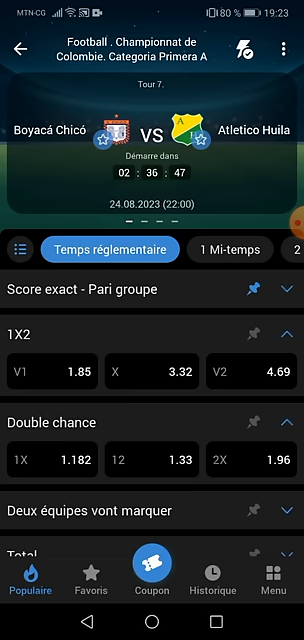 MTN-CG 80 % 19:23
Football . Championnat de
Colombie. Categoria Primera A
Tour 7.
Boyacá Chicó VS Atletico Huila
Démarre dans
02 : 36 : 47
24.08.2023 (22:00)
Temps réglementaire 1 Mi-temps 2
Score exact - Pari groupe
1X2
V1 1.85 X 3.32 V2 4.69
Double chance
1X 1.182 12 1.33 2X 1.96
Deux équipes vont marquer
Total
Populaire Favoris Coupon Historique Menu